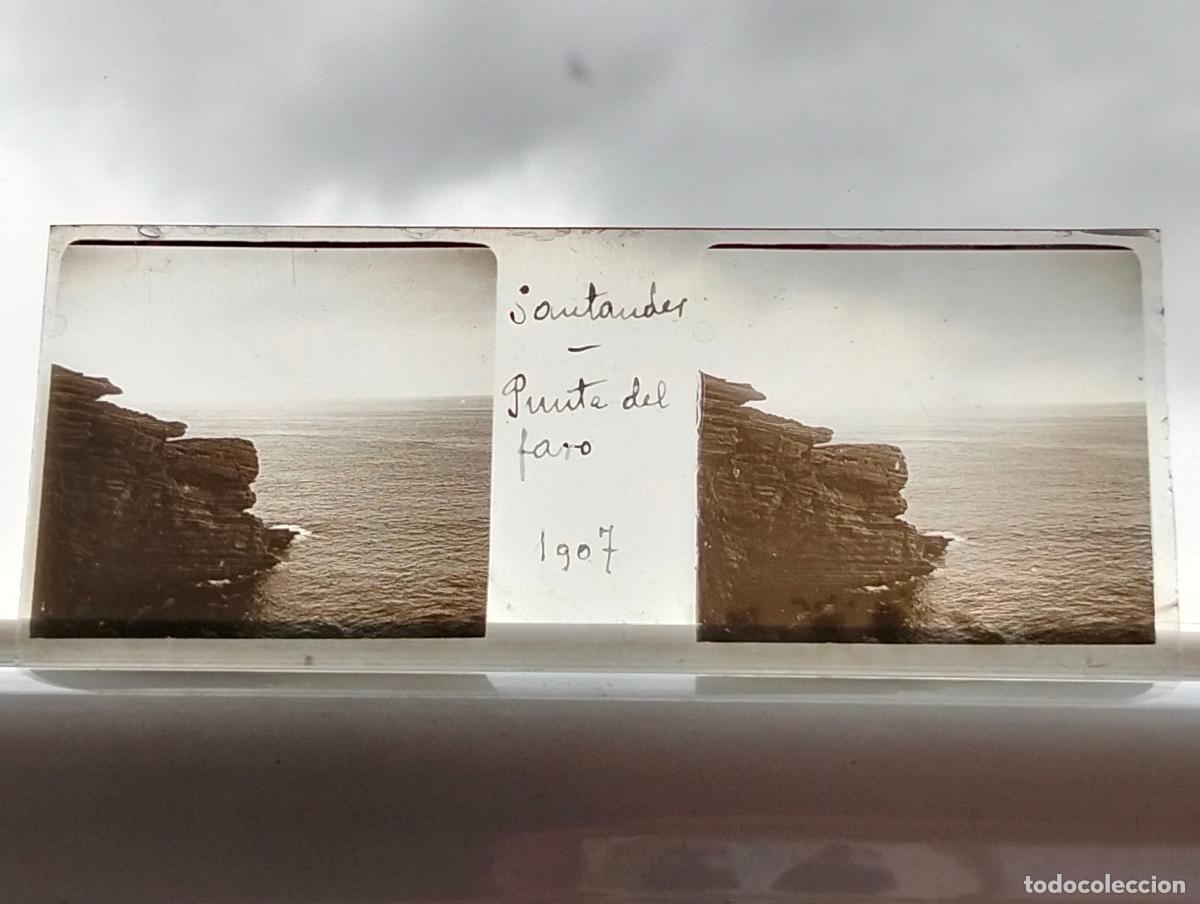 Santander
—
Punta del
faro
1907
todocoleccion